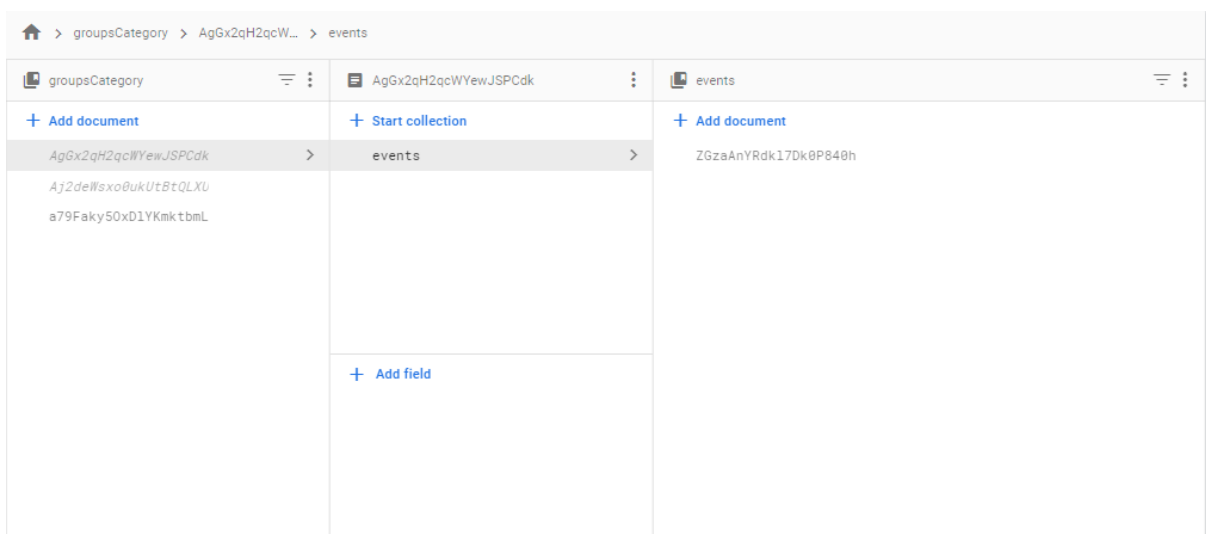 groupsCategory > AgGx2qH2qcW... > events
groupsCategory
+ Add document
AgGx2qH2qcWYewJSPCdk
Aj2deWsxo0ukUtBtQLXU
a79Faky5OxDlYKmktbmL
AgGx2qH2qcWYewJSPCdk
+ Start collection
events
+ Add field
events
+ Add document
ZGzaAnYRdkl7Dk0P840h